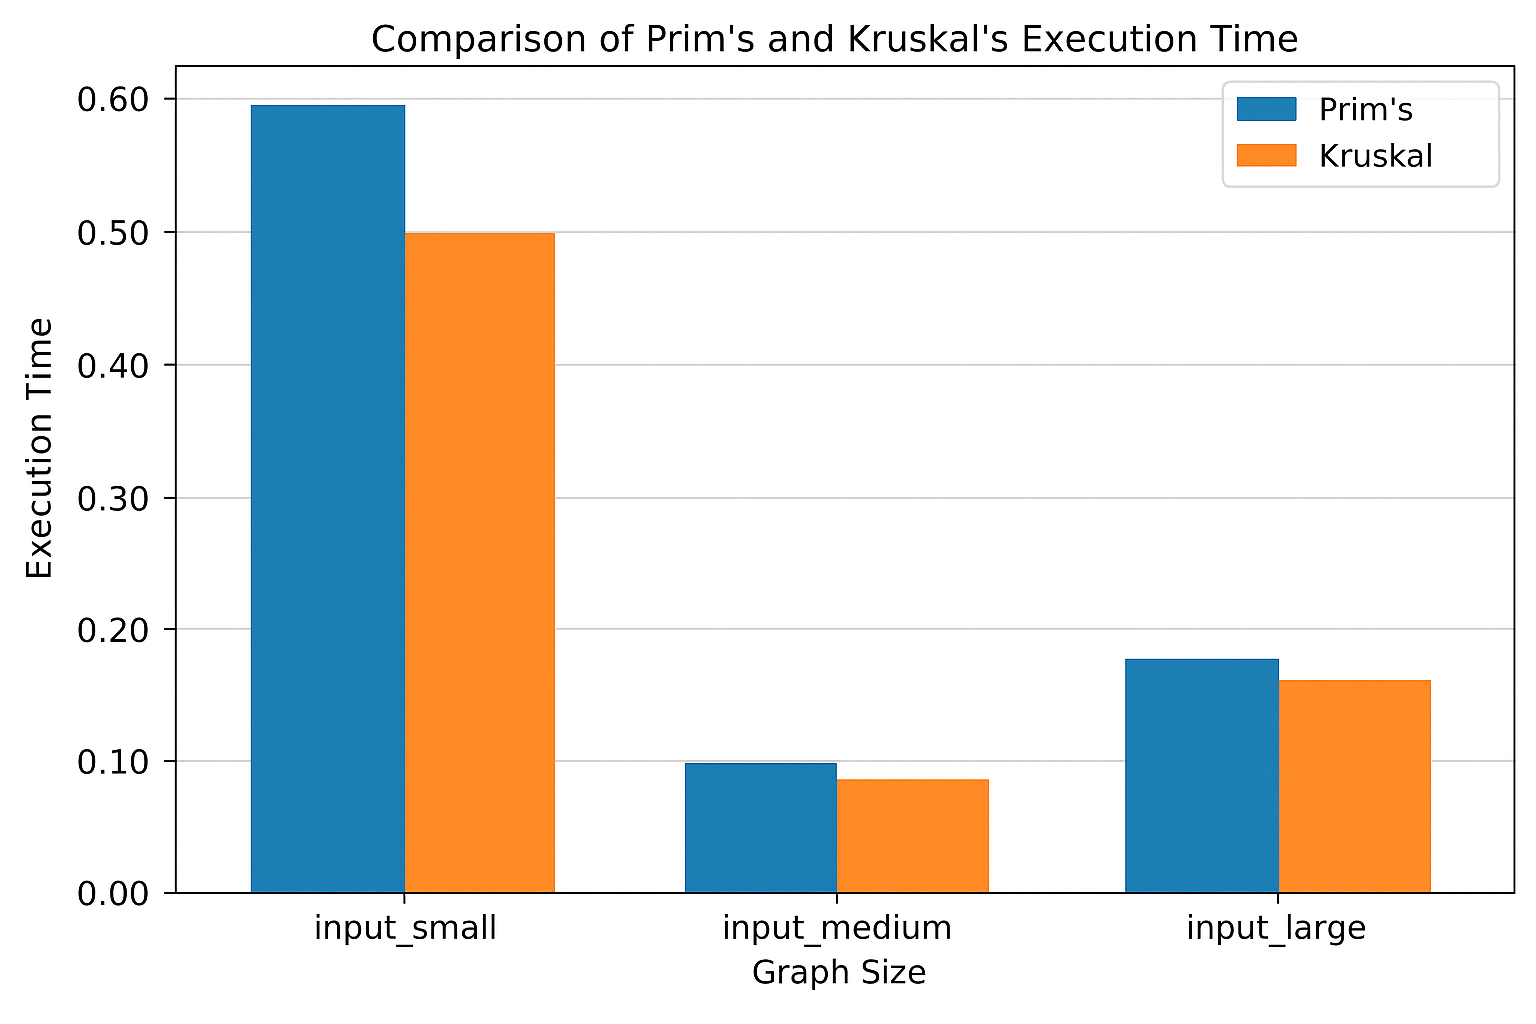 Comparison of Prim's and Kruskal's Execution Time
Prim's
Kruskal
0.60
0.50
0.40
0.30
0.20
0.10
0.00
Execution Time
input_small
input_medium
input_large
Graph Size